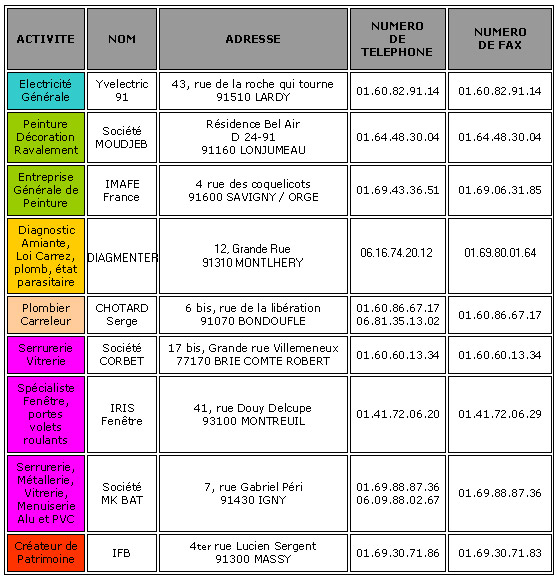 ACTIVITE
NOM
ADRESSE
NUMERO
DE
TELEPHONE
NUMERO
DE FAX
Electricité
Générale
Yvelectric
91
43, rue de la roche qui tourne
91510 LARDY
01.60.82.91.14
01.60.82.91.14
Peinture
Décoration
Ravalement
Société
MOUDJEB
Résidence Bel Air
D 24-91
91160 LONJUMEAU
01.64.48.30.04
01.64.48.30.04
Entreprise
Générale de
Peinture
IMAFE
France
4 rue des coquelicots
91600 SAVIGNY / ORGE
01.69.43.36.51
01.69.06.31.85
Diagnostic
Amiante,
Loi Carrez,
plomb, état
parasitaire
DIAGMENTER
12, Grande Rue
91310 MONTLHERY
06.16.74.20.12
01.69.80.01.64
Plombier
Carreleur
CHOTARD
Serge
6 bis, rue de la libération
91070 BONDOUFLE
01.60.86.67.17
06.81.35.13.02
01.60.86.67.17
Serrurerie
Vitrerie
Société
CORBET
17 bis, Grande rue Villemeneux
77170 BRIE COMTE ROBERT
01.60.60.13.34
01.60.60.13.34
Spécialiste
Fenêtre,
portes
volets
roulants
IRIS
Fenêtre
41, rue Douy Delcupe
93100 MONTREUIL
01.41.72.06.20
01.41.72.06.29
Serrurerie,
Métallerie,
Vitrerie,
Menuiserie
Alu et PVC
Société
MK BAT
7, rue Gabriel Péri
91430 IGNY
01.69.88.87.36
06.09.88.02.67
01.69.88.87.36
Créateur de
Patrimoine
IFB
4ter rue Lucien Sergent
91300 MASSY
01.69.30.71.86
01.69.30.71.83